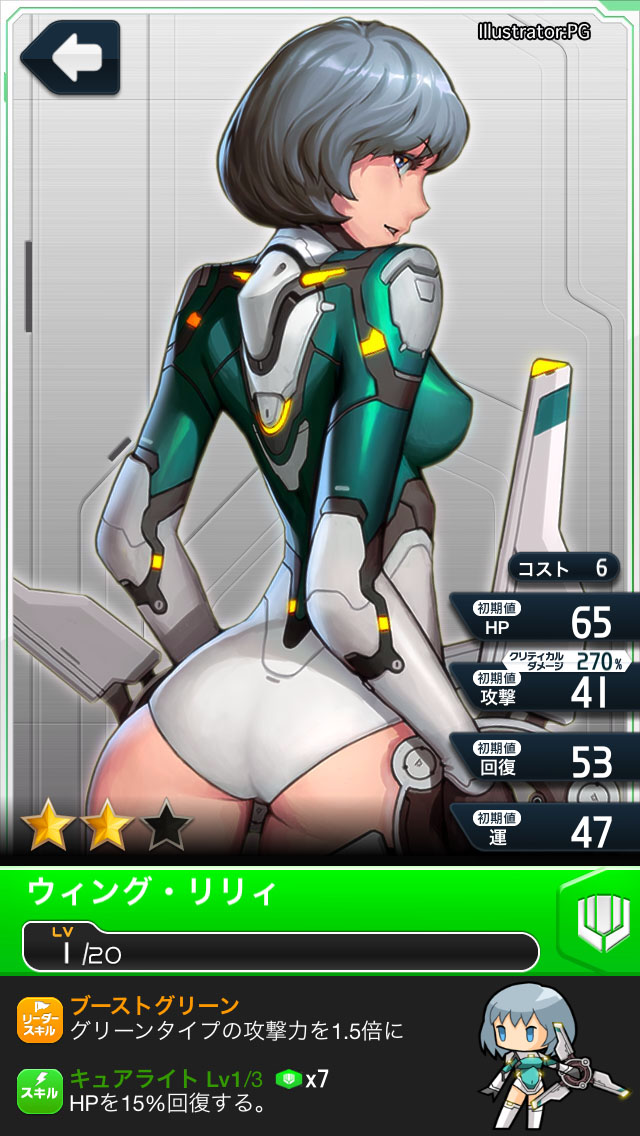 Illustrator:PG
コスト 6
初期値
HP 65
クリティカル
ダメージ 270%
初期値
攻撃 41
初期値
回復 53
初期値
運 47
ウィング・リリィ
LV
1/20
リーダー
スキル
ブーストグリーン
グリーンタイプの攻撃力を1.5倍に
スキル
キュアライト Lv1/3 x7
HPを15%回復する。